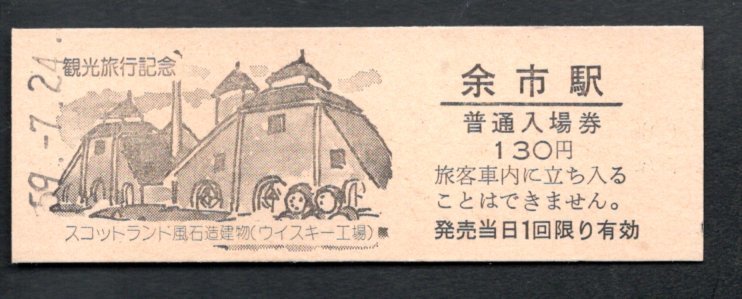 59.-7.24
観光旅行記念
スコットランド風石造建物(ウイスキー工場)
余市駅
普通入場券
130円
旅客車内に立ち入る
ことはできません。
発売当日1回限り有効